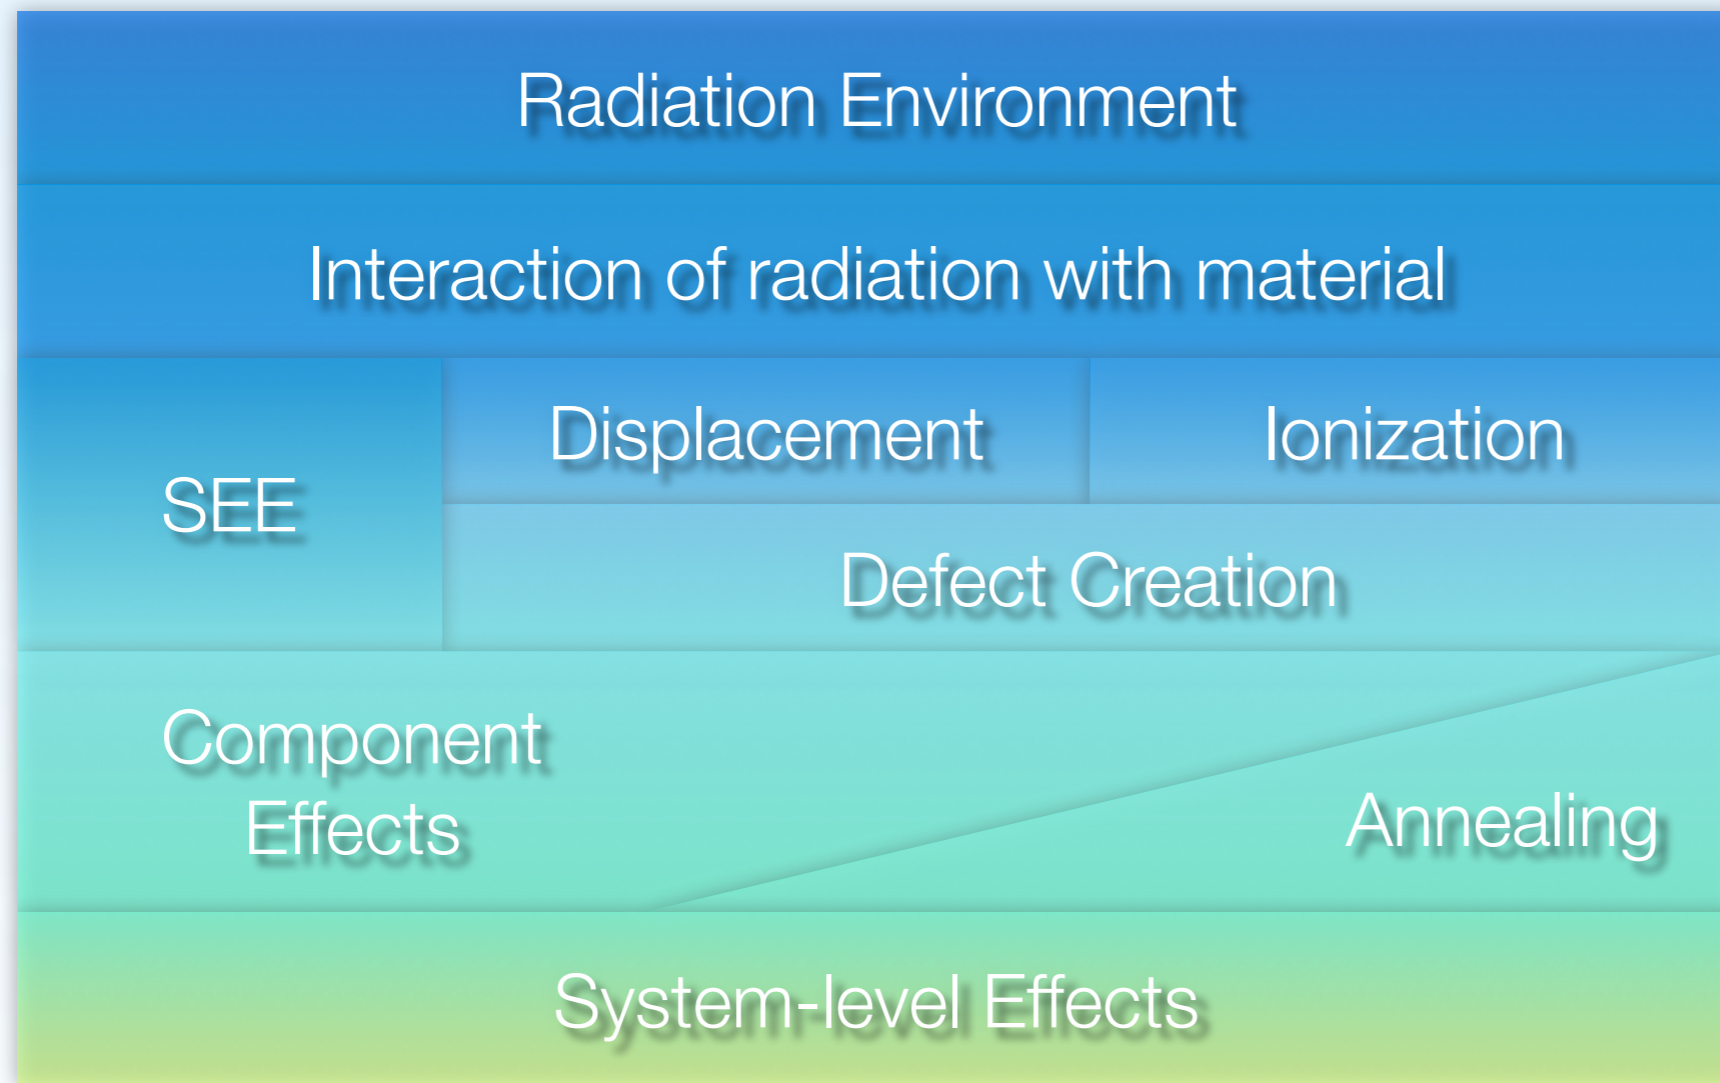 Radiation Environment
Interaction of radiation with material
SEE
Displacement
Ionization
Defect Creation
Component
Effects
Annealing
System-level Effects